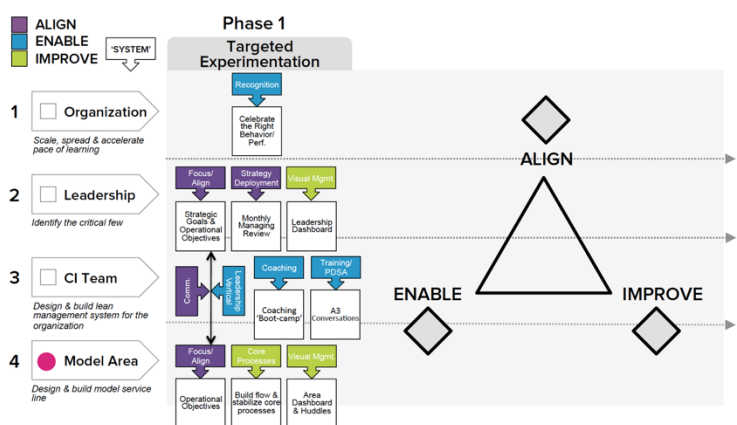 ALIGN
ENABLE
IMPROVE
'SYSTEM'
Phase 1
Targeted
Experimentation
1
Organization
Scale, spread & accelerate
pace of learning
Recognition
Celebrate
the Right
Behavior/
Perf.
2
Leadership
Identify the critical few
Focus/
Align
Strategy
Deployment
Visual Mgmt.
Strategic
Goals &
Operational
Objectives
Monthly
Managing
Review
Leadership
Dashboard
3
CI Team
Design & build lean
management system for the
organization
Comm.
Leadership
Vertical
Coaching
Training/
PDSA
Coaching
'Boot-camp'
A3
Conversations
4
Model Area
Design & build model service
line
Focus/
Align
Core
Processes
Visual Mgmt.
Operational
Objectives
Build flow &
stabilize core
processes
Area
Dashboard
& Huddles
ALIGN
ENABLE
IMPROVE